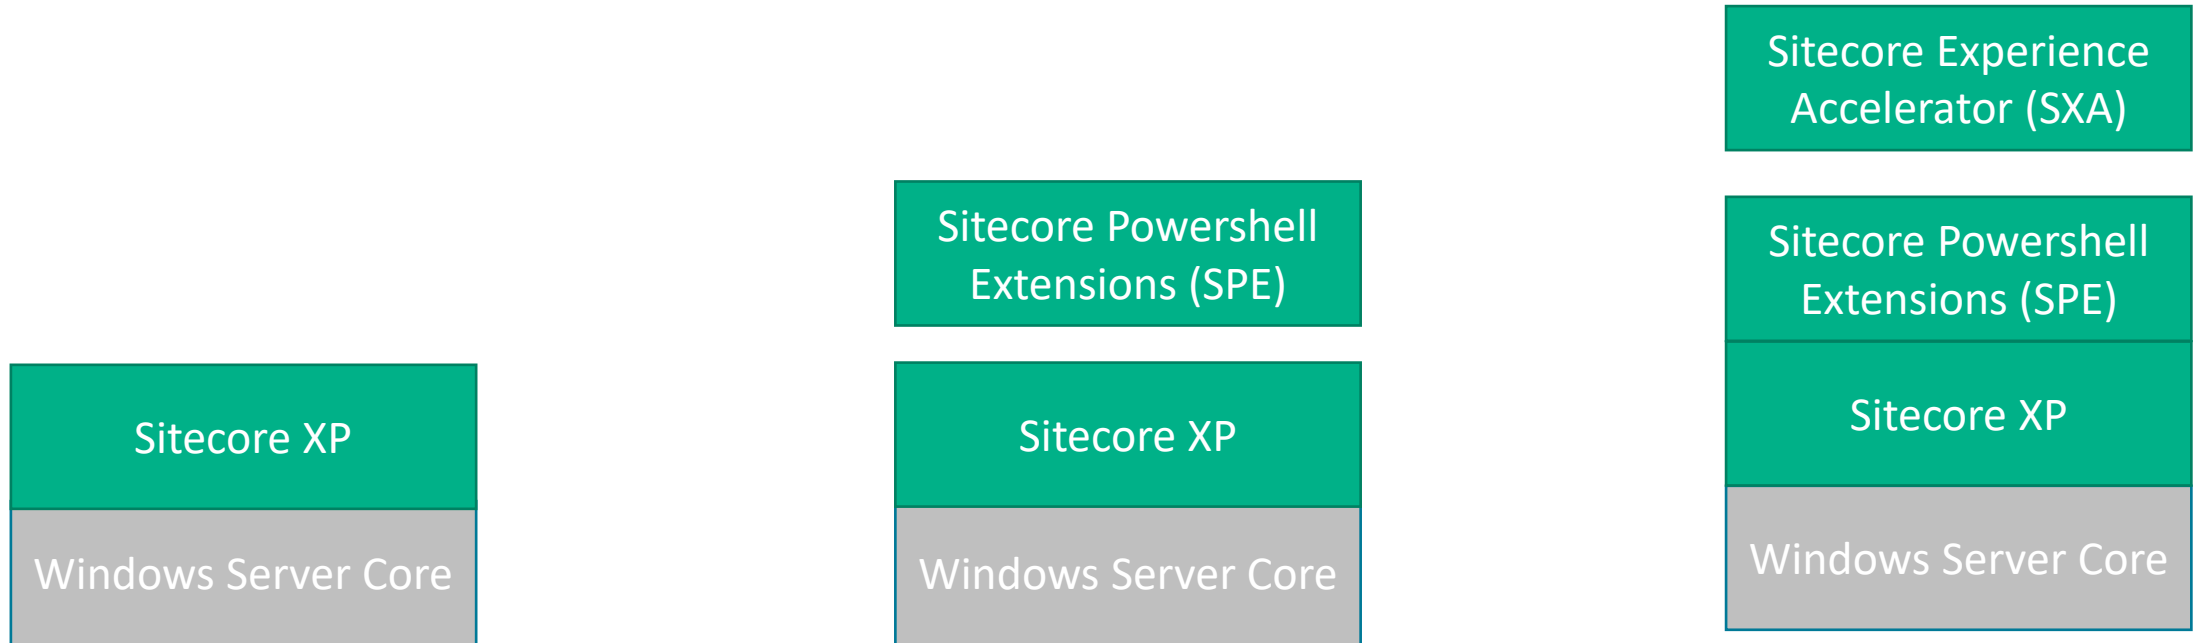 Sitecore XP
Windows Server Core
Sitecore Powershell
Extensions (SPE)
Sitecore XP
Windows Server Core
Sitecore Experience
Accelerator (SXA)
Sitecore Powershell
Extensions (SPE)
Sitecore XP
Windows Server Core